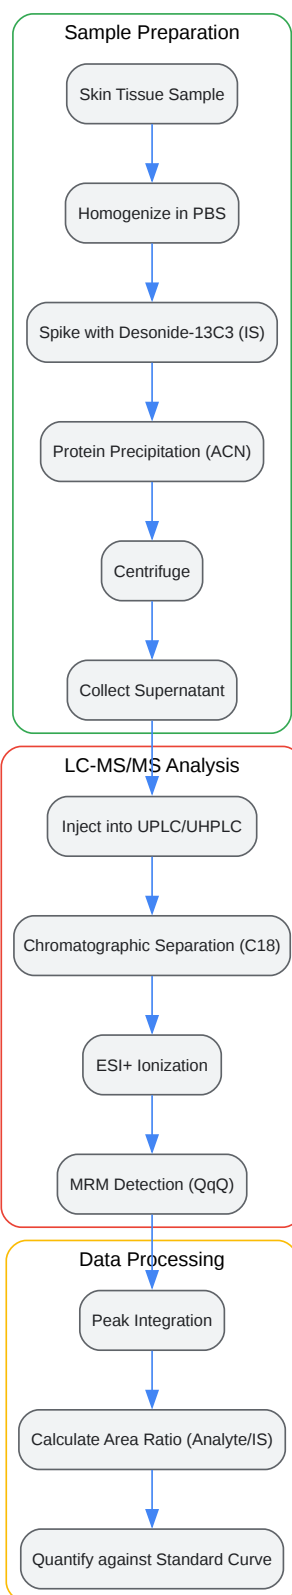 Sample Preparation
Skin Tissue Sample
Homogenize in PBS
Spike with Desonide-13C3 (IS)
Protein Precipitation (ACN)
Centrifuge
Collect Supernatant
LC-MS/MS Analysis
Inject into UPLC/UHPLC
Chromatographic Separation (C18)
ESI+ Ionization
MRM Detection (QqQ)
Data Processing
Peak Integration
Calculate Area Ratio (Analyte/IS)
Quantify against Standard Curve